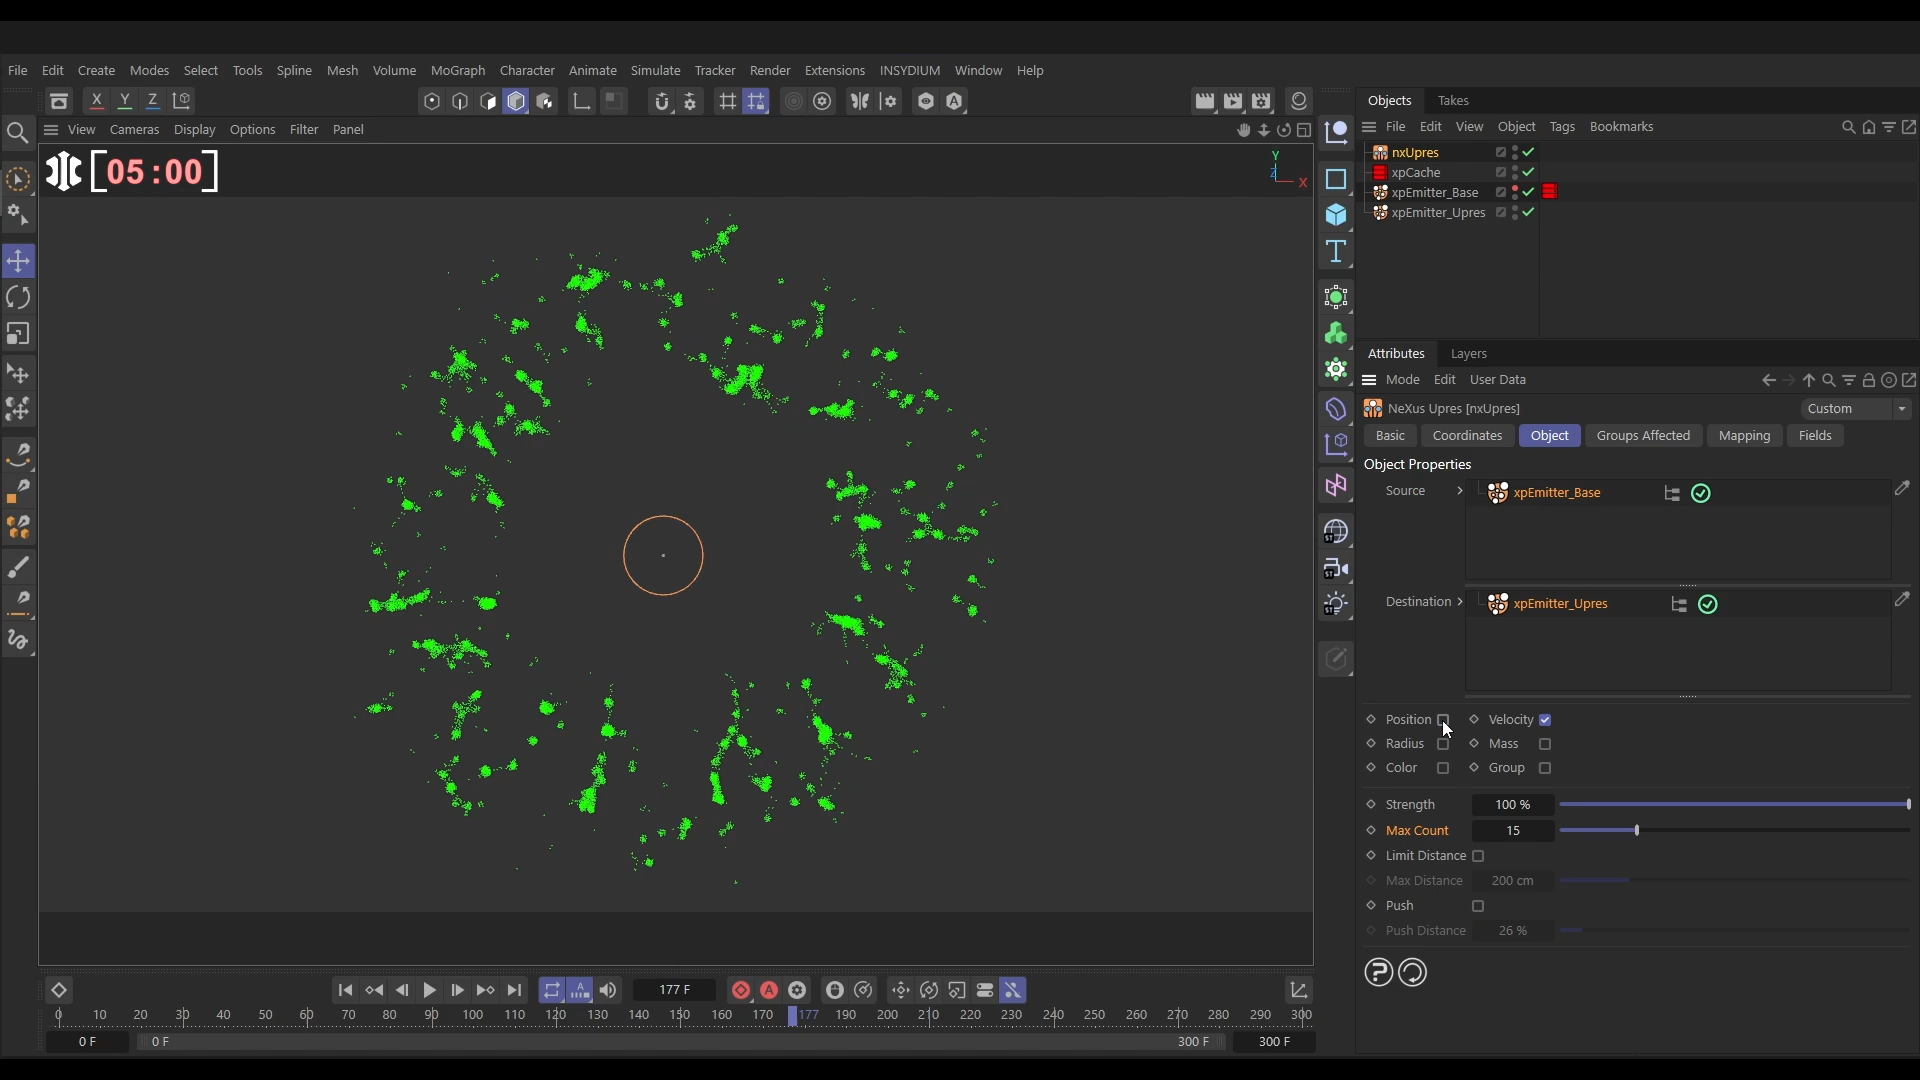 File Edit Create Modes Select Tools Spline Mesh Volume MoGraph Character Animate Simulate Tracker Render Extensions INSYDIUM Window Help
X Y Z
View Cameras Display Options Filter Panel
[05:00]
Y
Z
X
Objects Takes
File Edit View Object Tags Bookmarks
nxUpres
xpCache
xpEmitter_Base
xpEmitter_Upres
Attributes Layers
Mode Edit User Data
NeXus Upres [nxUpres] Custom
Basic Coordinates Object Groups Affected Mapping Fields
Object Properties
Source xpEmitter_Base
Destination xpEmitter_Upres
Position Velocity
Radius Mass
Color Group
Strength 100 %
Max Count 15
Limit Distance
Max Distance 200 cm
Push
Push Distance 26 %
177 F
0 10 20 30 40 50 60 70 80 90 100 110 120 130 140 150 160 170 177 190 200 210 220 230 240 250 260 270 280 290 300
0 F 0 F 300 F 300 F